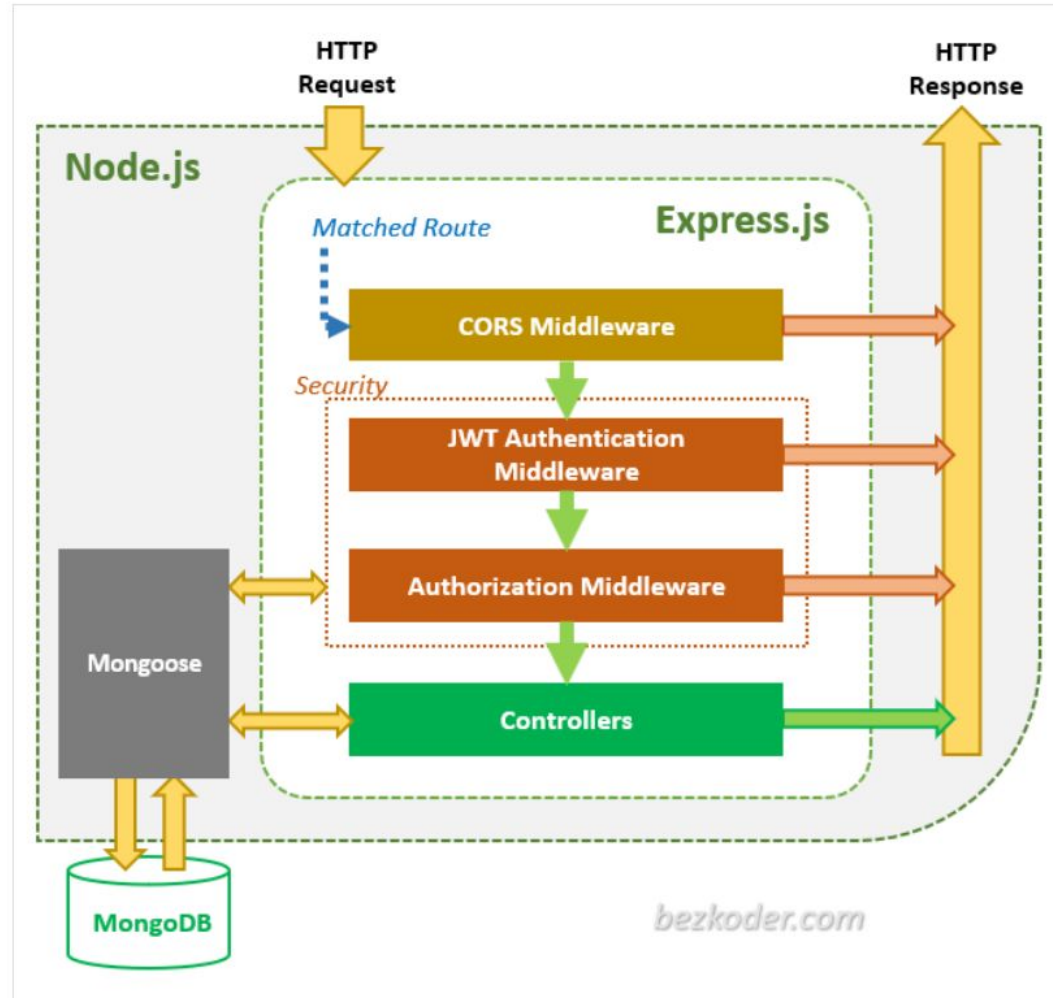 HTTP
Request
HTTP
Response
Node.js
Express.js
Matched Route
CORS Middleware
Security
JWT Authentication
Middleware
Authorization Middleware
Mongoose
Controllers
MongoDB
bezkoder.com